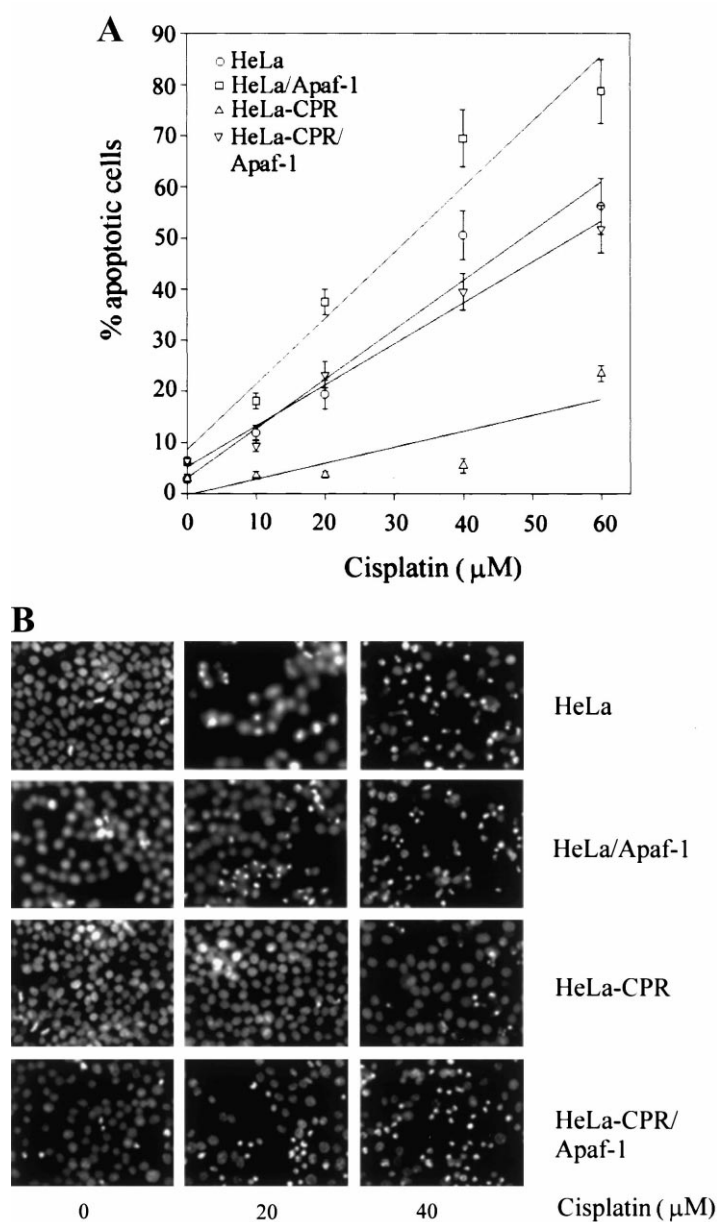 A
90
80
70
60
50
40
30
20
10
0
% apoptotic cells
HeLa
HeLa/Apaf-1
HeLa-CPR
HeLa-CPR/
Apaf-1
0 10 20 30 40 50 60
Cisplatin ( μM)
B
HeLa
HeLa/Apaf-1
HeLa-CPR
HeLa-CPR/
Apaf-1
0 20 40 Cisplatin ( μM)